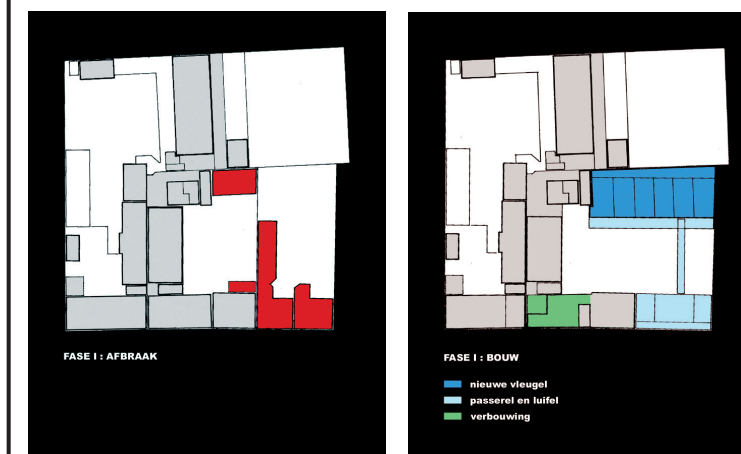 FASE I : AFBRAAK
FASE I : BOUW
nieuwe vleugel
passerel en luifel
verbouwing